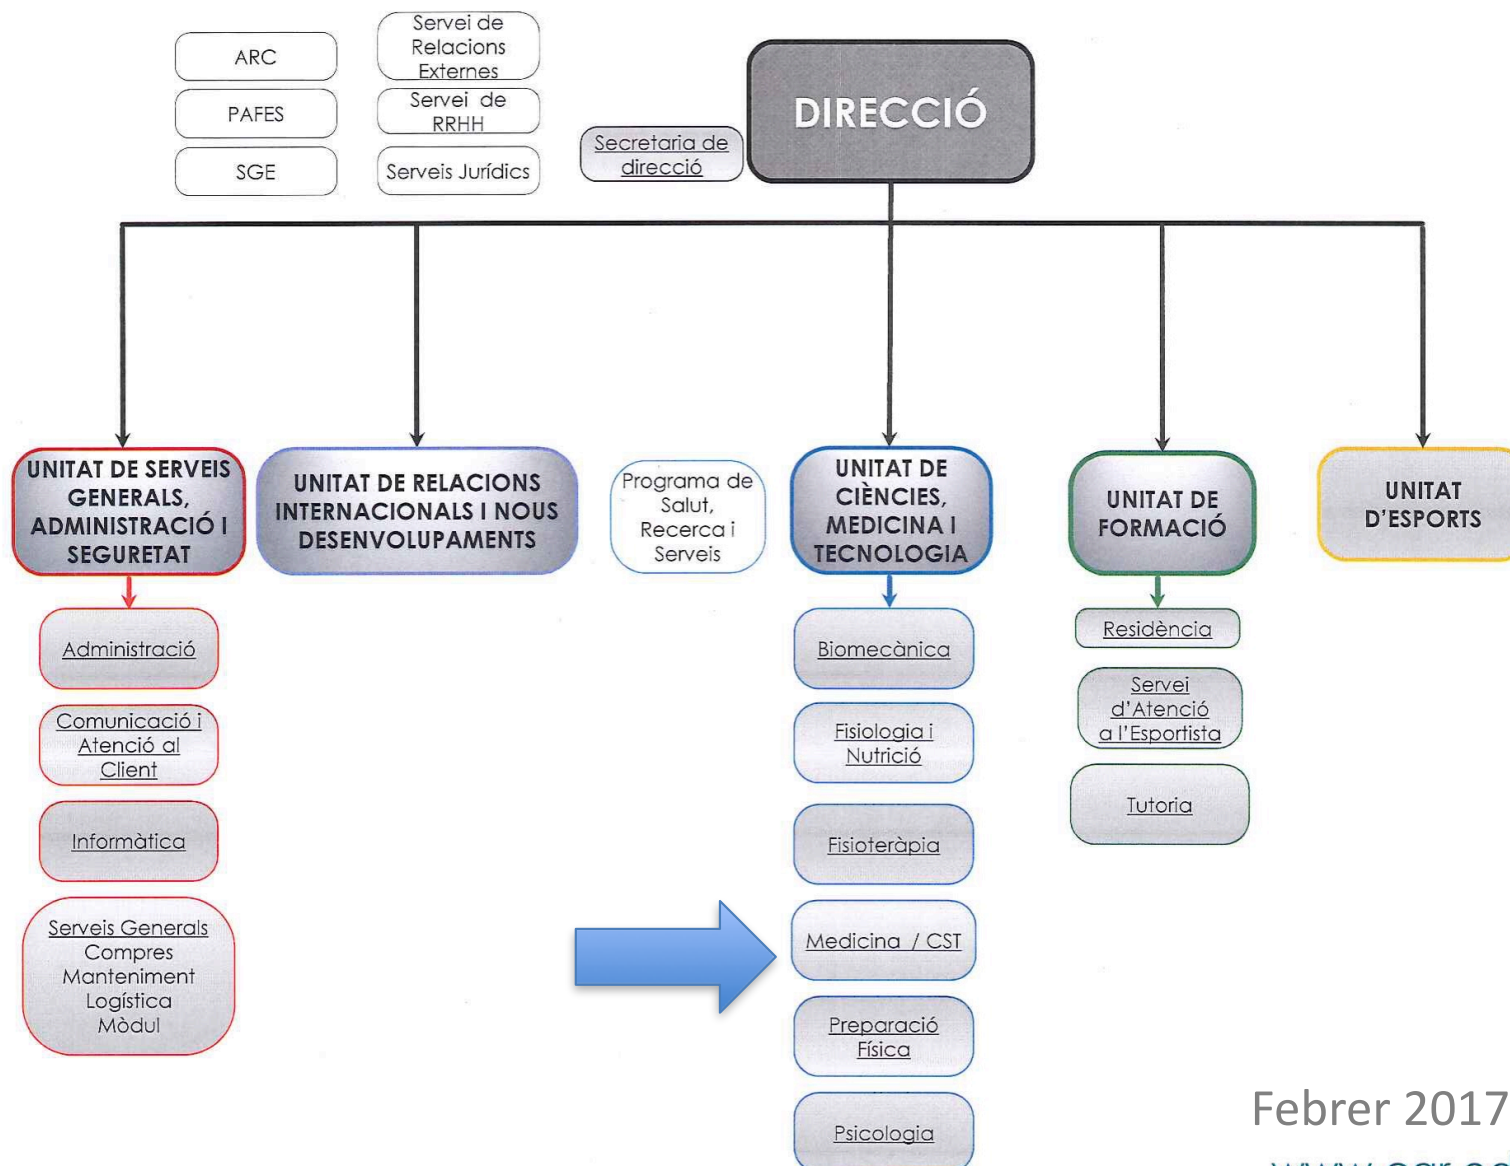 ARC
PAFES
SGE
Servei de
Relacions
Externes
Servei de
RRHH
Serveis Jurídics
Secretaria de
direcció
DIRECCIÓ
UNITAT DE SERVEIS
GENERALS,
ADMINISTRACIÓ I
SEGURETAT
UNITAT DE RELACIONS
INTERNACIONALS I NOUS
DESENVOLUPAMENTS
Programa de
Salut,
Recerca i
Serveis
UNITAT DE
CIÈNCIES,
MEDICINA I
TECNOLOGIA
UNITAT DE
FORMACIÓ
UNITAT
D'ESPORTS
Administració
Comunicació i
Atenció al
Client
Informàtica
Serveis Generals
Compres
Manteniment
Logística
Mòdul
Biomecànica
Fisiologia i
Nutrició
Fisioteràpia
Medicina / CST
Preparació
Física
Psicologia
Residència
Servei
d'Atenció
a l'Esportista
Tutoria
Febrer 2017